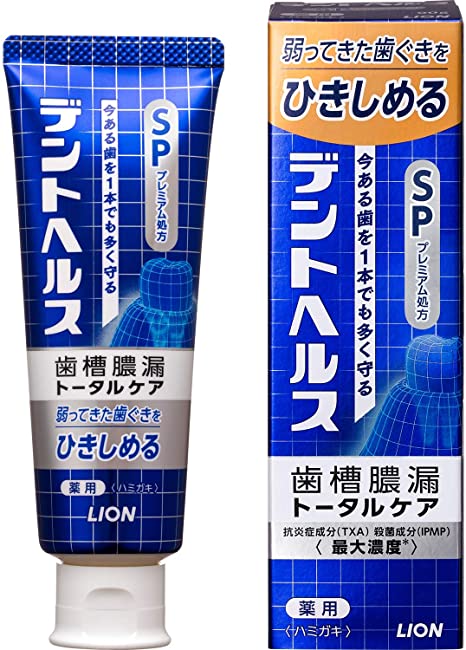 SP
プレミアム処方
今ある歯を1本でも多く守る
デントヘルス
歯槽膿漏
トータルケア
弱ってきた歯ぐきを
ひきしめる
薬用
〈ハミガキ〉
LION
弱ってきた歯ぐきを
ひきしめる
SP
プレミアム処方
今ある歯を1本でも多く守る
デントヘルス
歯槽膿漏
トータルケア
抗炎症成分(TXA) 殺菌成分(IPMP)
〈最大濃度*〉
薬用
〈ハミガキ〉
LION